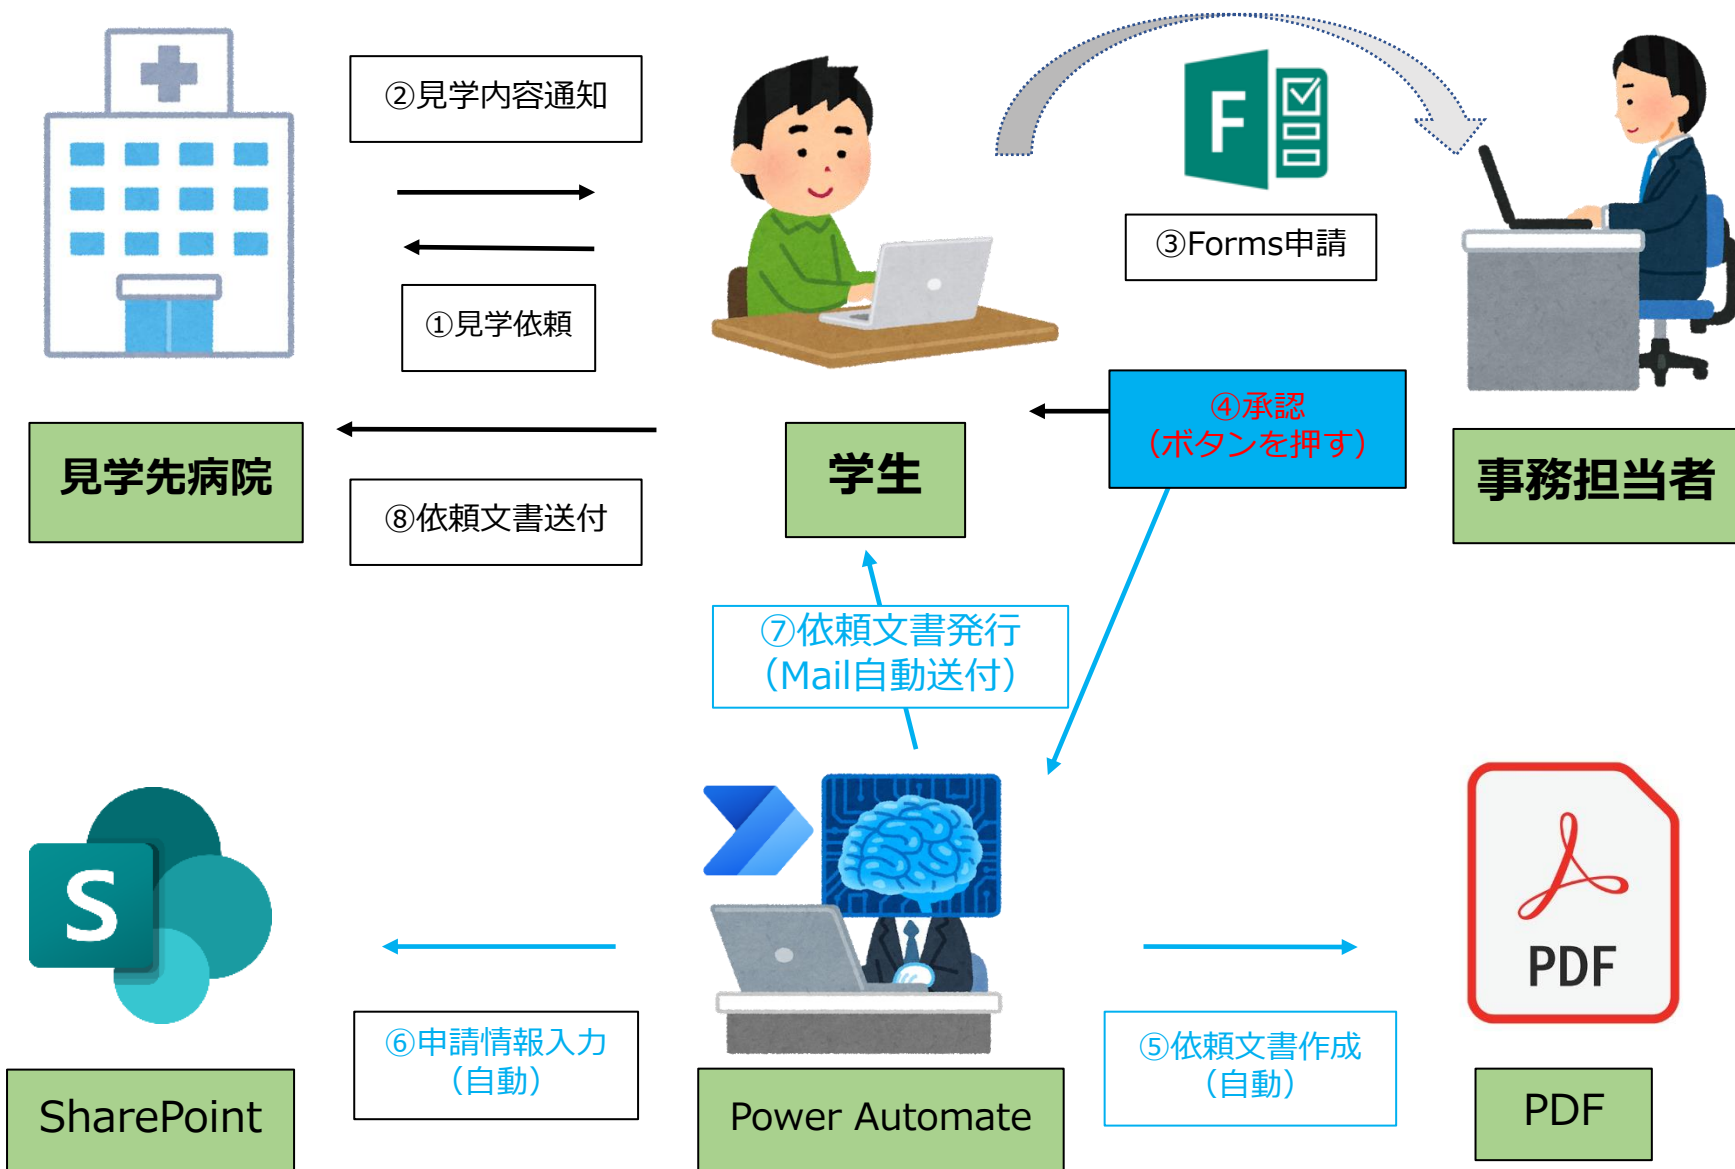 ②見学内容通知
F
③Forms申請
①見学依頼
④承認
（ボタンを押す）
見学先病院
学生
事務担当者
⑧依頼文書送付
⑦依頼文書発行
（Mail自動送付）
S
PDF
⑥申請情報入力
（自動）
⑤依頼文書作成
（自動）
SharePoint
Power Automate
PDF